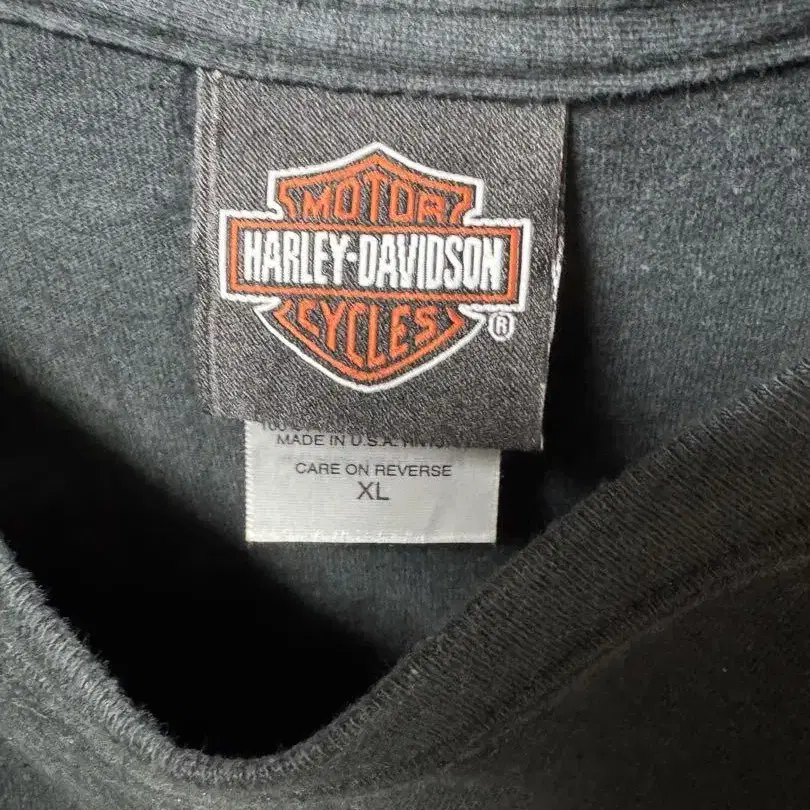 MOTOR
HARLEY-DAVIDSON
CYCLES
®
MADE IN U.S.A.
CARE ON REVERSE
XL